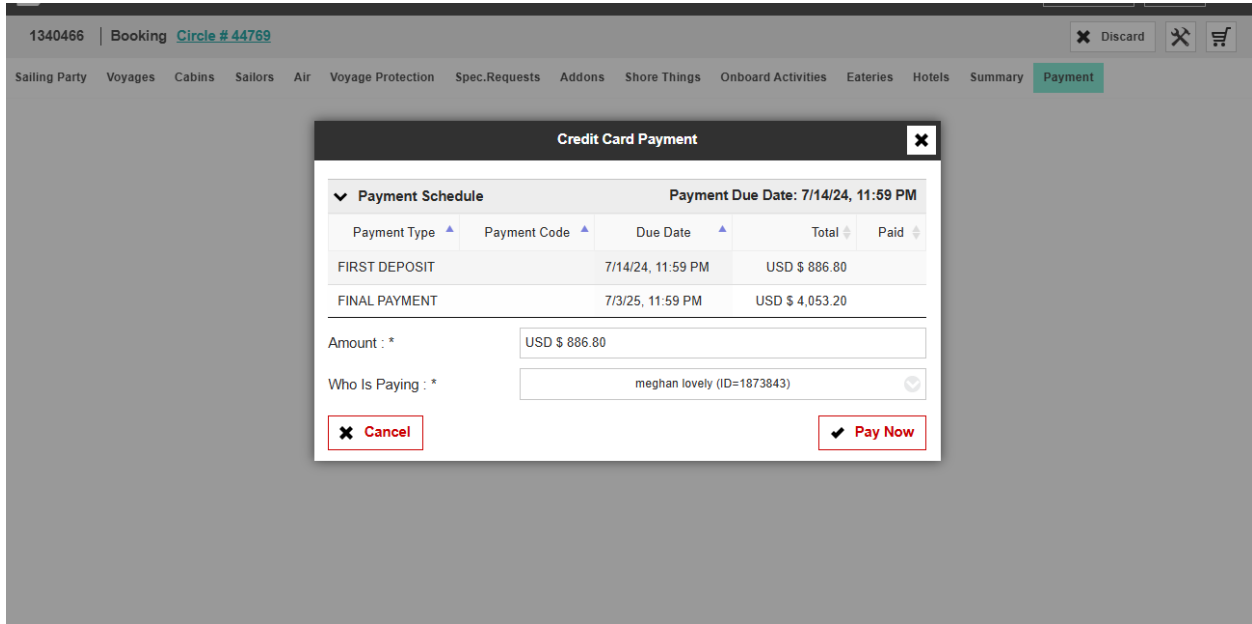 1340466 | Booking Circle # 44769 Discard
Sailing Party Voyages Cabins Sailors Air Voyage Protection Spec.Requests Addons Shore Things Onboard Activities Eateries Hotels Summary Payment
Credit Card Payment
Payment Schedule Payment Due Date: 7/14/24, 11:59 PM
Payment Type Payment Code Due Date Total Paid
FIRST DEPOSIT 7/14/24, 11:59 PM USD $ 886.80
FINAL PAYMENT 7/3/25, 11:59 PM USD $ 4,053.20
Amount : * USD $ 886.80
Who Is Paying : * meghan lovely (ID=1873843)
Cancel Pay Now